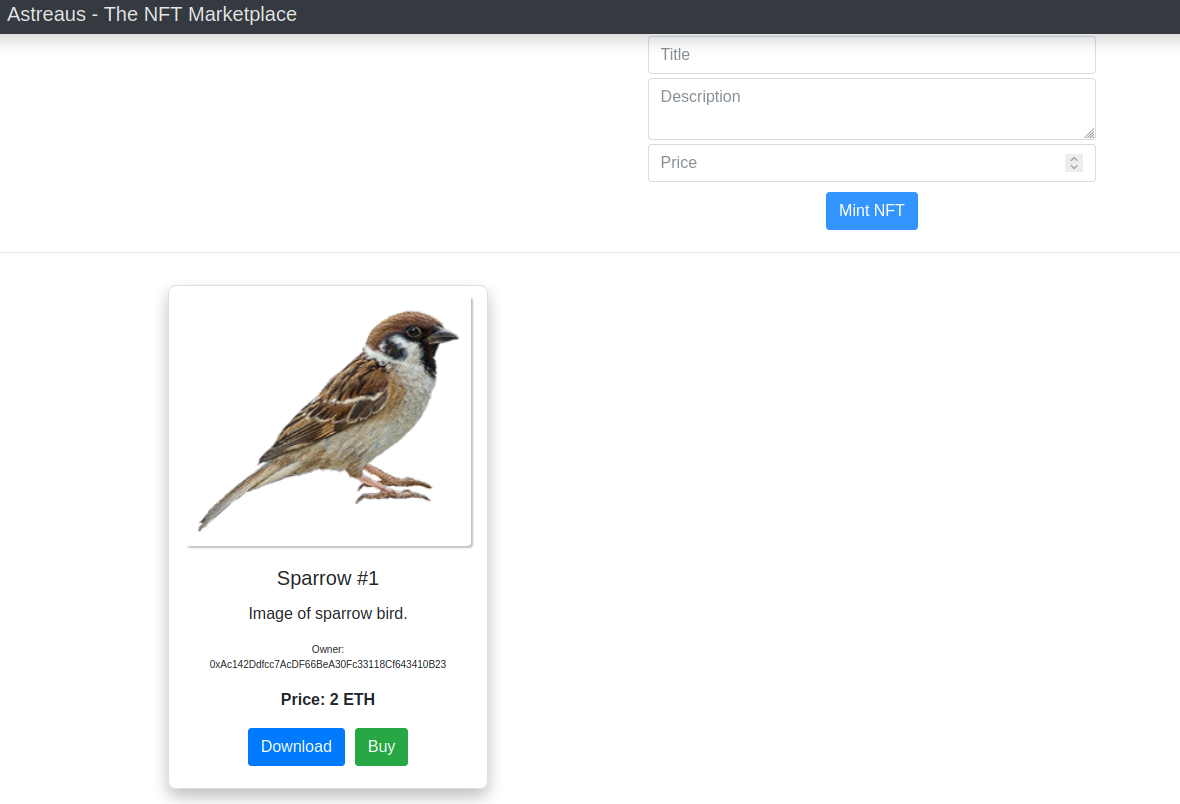 Astreaus - The NFT Marketplace
Title
Description
Price
Mint NFT
Sparrow #1
Image of sparrow bird.
Owner:
0xAc142Ddfcc7AcDF66BeA30Fc33118Cf643410B23
Price: 2 ETH
Download Buy